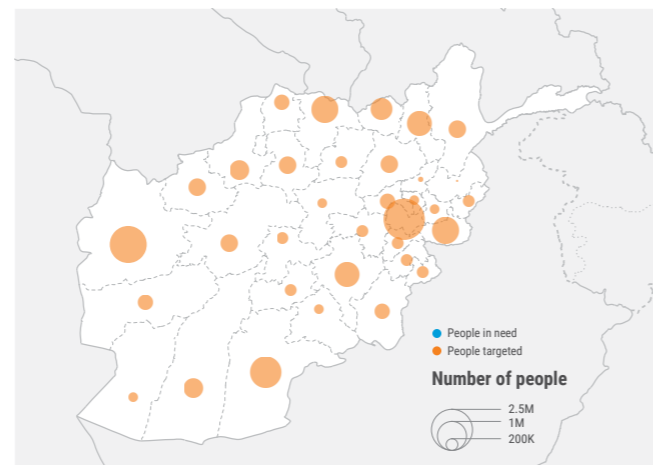 People in need
People targeted
Number of people
2.5M
1M
200K